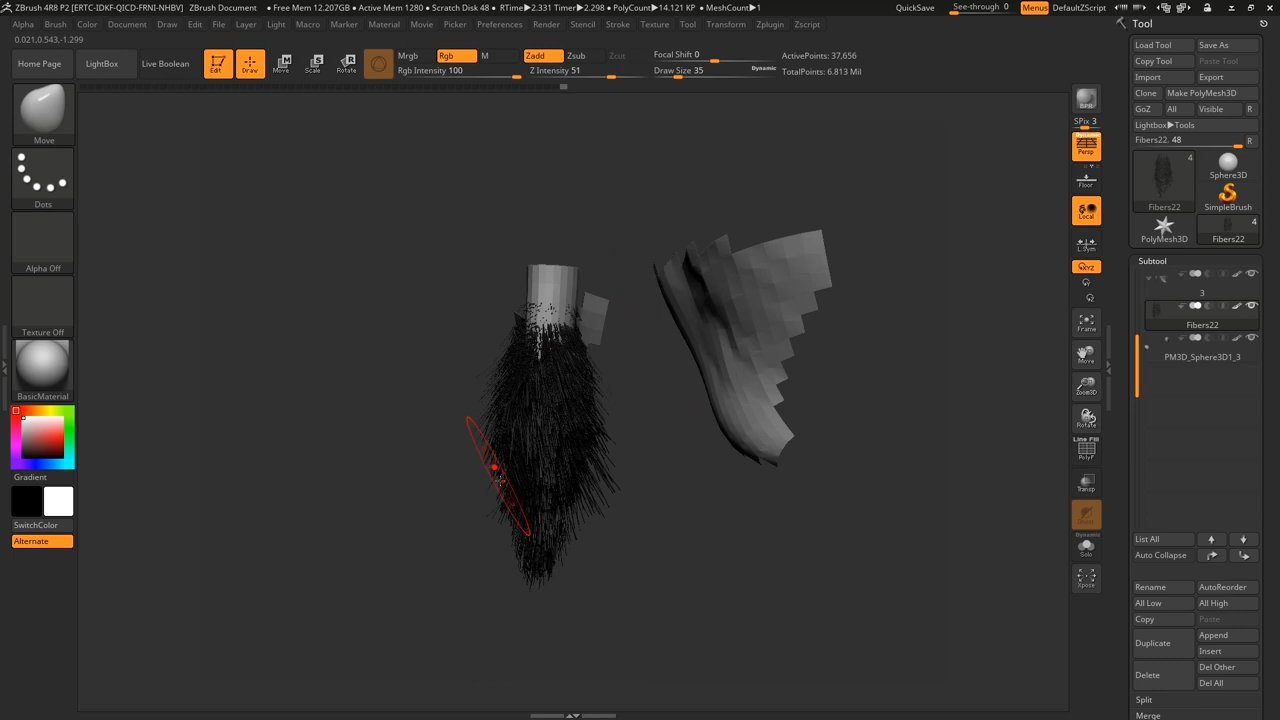 ZBrush 4R8 P2 [ERTC-IDKF-QICD-FRNI-NHBV] ZBrush Document • Free Mem 12.207GB • Active Mem 1280 • Scratch Disk 48 • RTime▶2.331 Timer▶2.298 • PolyCount▶14.121 KP • MeshCount▶1 QuickSave See-through 0 Menus DefaultZScript
Alpha Brush Color Document Draw Edit File Layer Light Macro Marker Material Movie Picker Preferences Render Stencil Stroke Texture Tool Transform Zplugin Zscript
0.021,0.543,-1.299
Home Page LightBox Live Boolean Edit Draw Move Scale Rotate
Mrgb Rgb M Zadd Zsub Zcut
Rgb Intensity 100 Z Intensity 51
Focal Shift 0
Draw Size 35 Dynamic
ActivePoints: 37,656
TotalPoints: 6.813 Mil
Move
Dots
Alpha Off
Texture Off
BasicMaterial
Gradient
SwitchColor
Alternate
BPR
SPix 3
Dynamic
Persp
Floor
Local
L.Sym
XYZ
Frame
Move
Zoom3D
Rotate
Line Fill
PolyF
Transp
Dynamic
Solo
Xpose
Tool
Load Tool Save As
Copy Tool Paste Tool
Import Export
Clone Make PolyMesh3D
GoZ All Visible R
Lightbox▶Tools
Fibers22. 48 R
4
Fibers22 Sphere3D
SimpleBrush
PolyMesh3D 4
Fibers22
Subtool
3
Fibers22
PM3D_Sphere3D1_3
List All
Auto Collapse
Rename AutoReorder
All Low All High
Copy Paste
Duplicate Append
Insert
Delete Del Other
Del All
Split
Merge